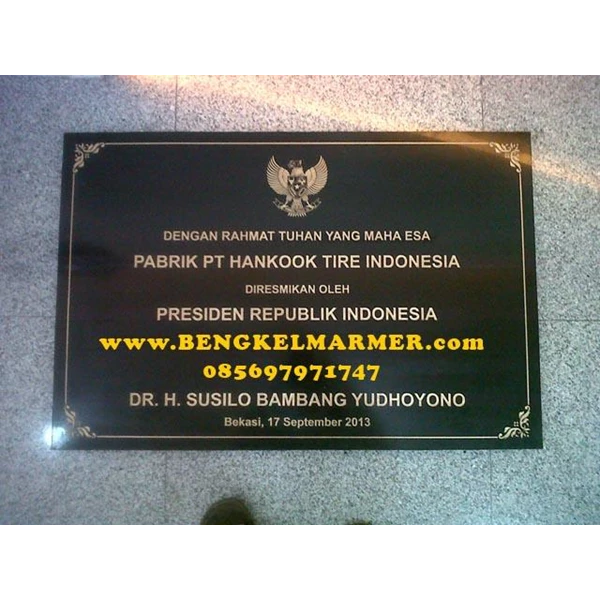 DENGAN RAHMAT TUHAN YANG MAHA ESA
PABRIK PT HANKOOK TIRE INDONESIA
DIRESMIKAN OLEH
PRESIDEN REPUBLIK INDONESIA
www.BENGKELMARMER.com
085697971747
DR. H. SUSILO BAMBANG YUDHOYONO
Bekasi, 17 September 2013